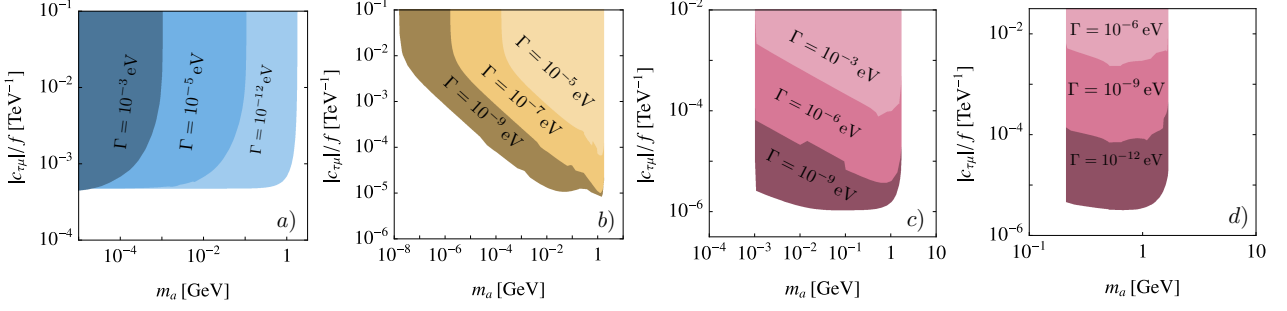 10⁻¹
10⁻²
10⁻³
10⁻⁴
|c_τμ|/f [TeV⁻¹]
Γ = 10⁻³ eV
Γ = 10⁻⁵ eV
Γ = 10⁻¹² eV
a)
10⁻⁴
10⁻²
1
m_a [GeV]
10⁻¹
10⁻²
10⁻³
10⁻⁴
10⁻⁵
10⁻⁶
|c_τμ|/f [TeV⁻¹]
Γ = 10⁻⁵ eV
Γ = 10⁻⁷ eV
Γ = 10⁻⁹ eV
b)
10⁻⁸
10⁻⁶
10⁻⁴
10⁻²
1
m_a [GeV]
10⁻²
10⁻⁴
10⁻⁶
|c_τμ|/f [TeV⁻¹]
Γ = 10⁻³ eV
Γ = 10⁻⁶ eV
Γ = 10⁻⁹ eV
c)
10⁻⁴
10⁻³
10⁻²
10⁻¹
1
10
m_a [GeV]
10⁻²
10⁻⁴
10⁻⁶
|c_τμ|/f [TeV⁻¹]
Γ = 10⁻⁶ eV
Γ = 10⁻⁹ eV
Γ = 10⁻¹² eV
d)
10⁻¹
1
10
m_a [GeV]